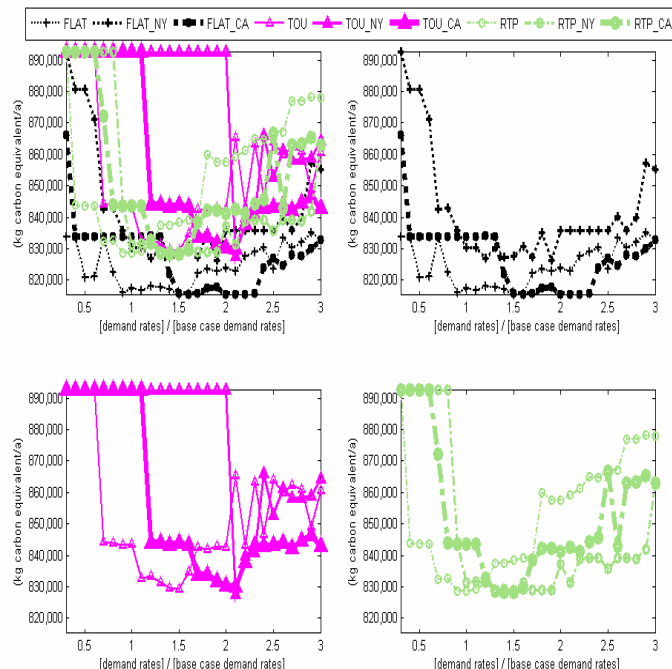 FLAT FLAT_NY FLAT_CA TOU TOU_NY TOU_CA RTP RTP_NY RTP_CA
890,000
880,000
870,000
860,000
850,000
840,000
830,000
820,000
(kg carbon equivalent/a)
0.5 1 1.5 2 2.5 3
[demand rates] / [base case demand rates]
890,000
880,000
870,000
860,000
850,000
840,000
830,000
820,000
(kg carbon equivalent/a)
0.5 1 1.5 2 2.5 3
[demand rates] / [base case demand rates]
890,000
880,000
870,000
860,000
850,000
840,000
830,000
820,000
(kg carbon equivalent/a)
0.5 1 1.5 2 2.5 3
[demand rates] / [base case demand rates]
890,000
880,000
870,000
860,000
850,000
840,000
830,000
820,000
(kg carbon equivalent/a)
0.5 1 1.5 2 2.5 3
[demand rates] / [base case demand rates]